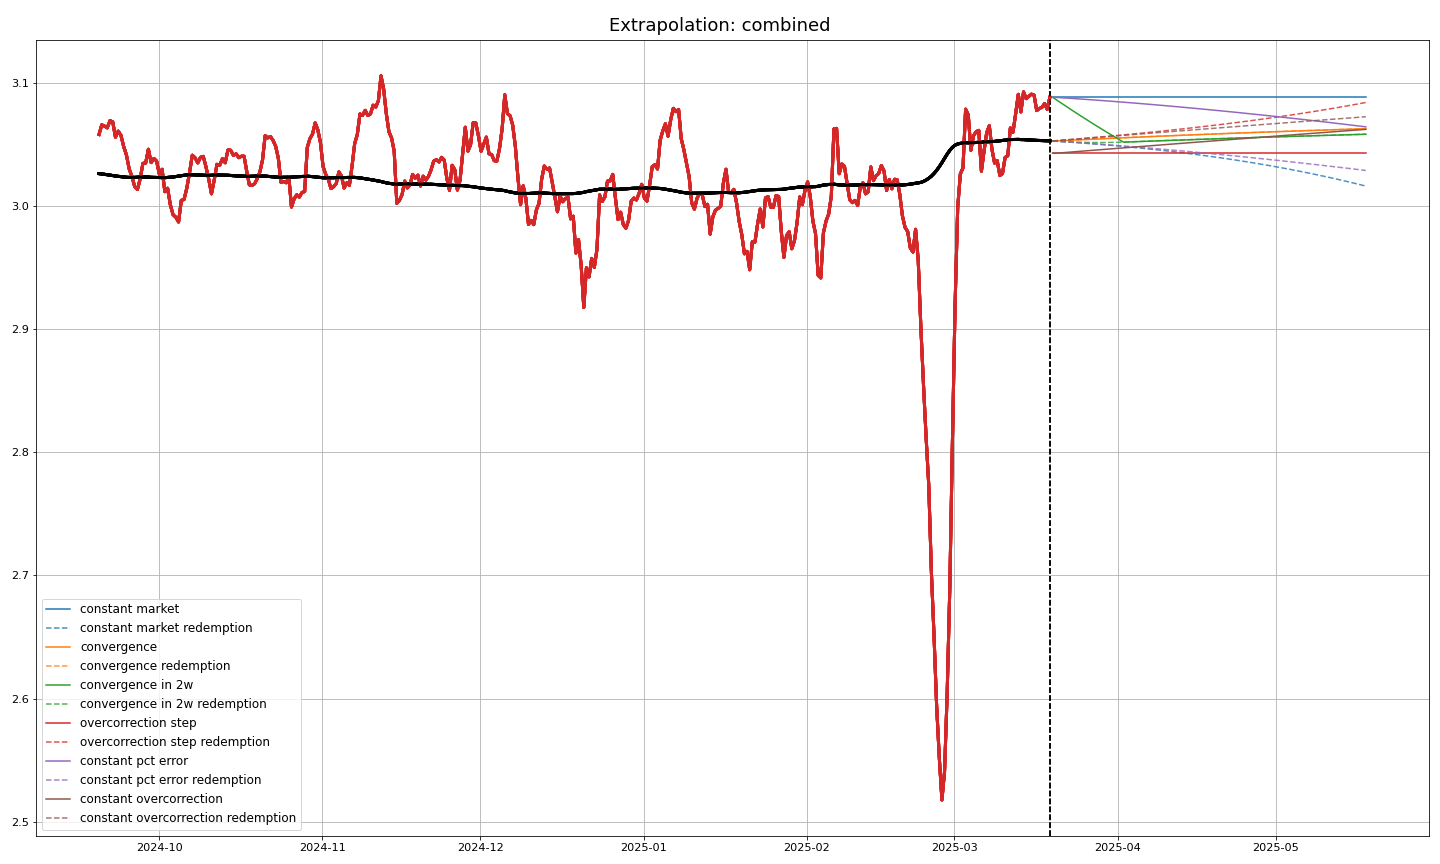 Extrapolation: combined
3.1
3.0
2.9
2.8
2.7
2.6
2.5
constant market
constant market redemption
convergence
convergence redemption
convergence in 2w
convergence in 2w redemption
overcorrection step
overcorrection step redemption
constant pct error
constant pct error redemption
constant overcorrection
constant overcorrection redemption
2024-10 2024-11 2024-12 2025-01 2025-02 2025-03 2025-04 2025-05